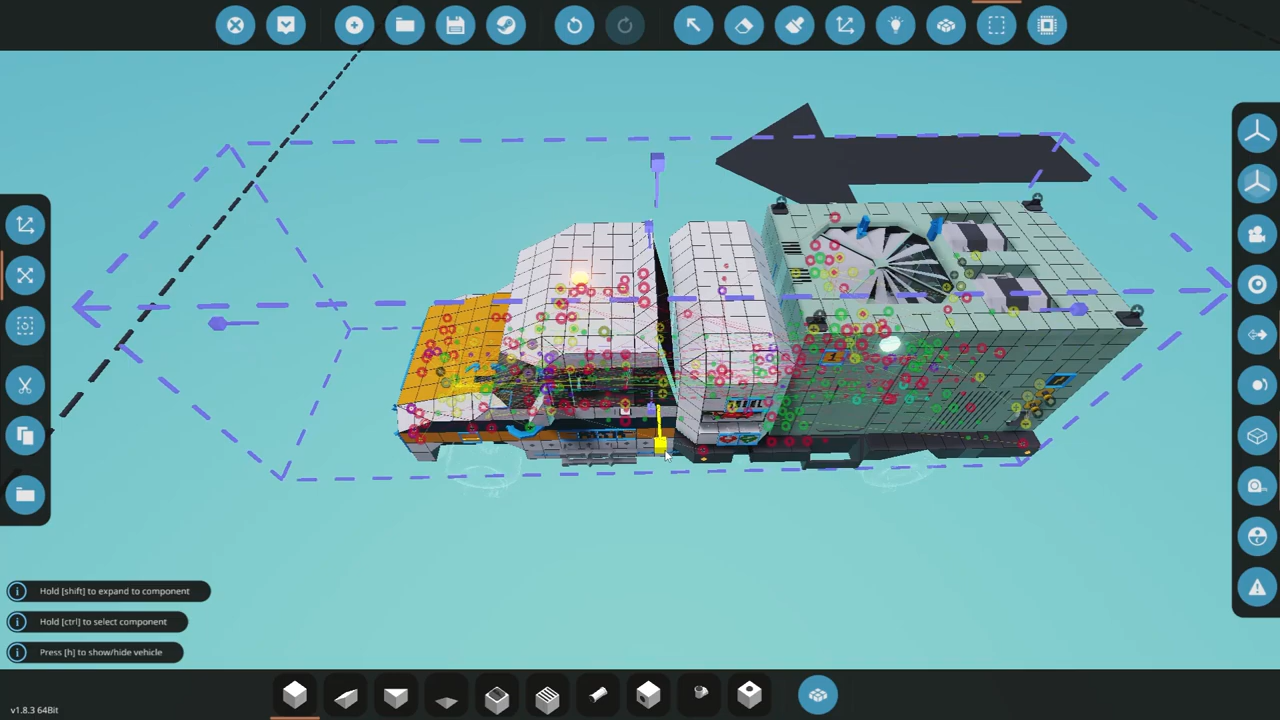 Hold [shift] to expand to component
Hold [ctrl] to select component
Press [h] to show/hide vehicle
v1.8.3 64Bit